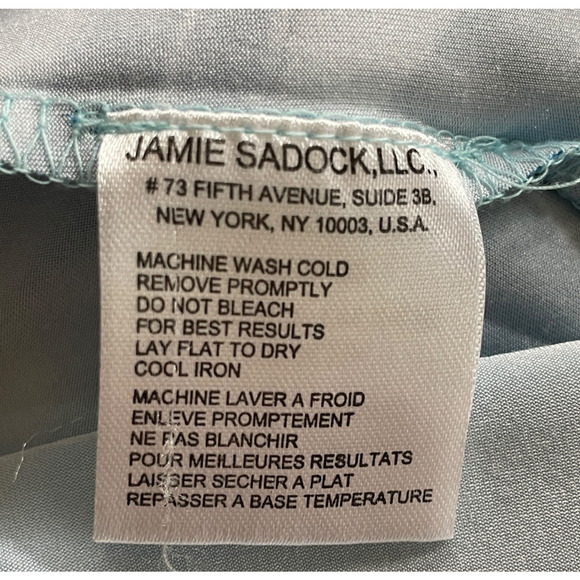 JAMIE SADOCK,LLC.,
# 73 FIFTH AVENUE, SUIDE 3B,
NEW YORK, NY 10003, U.S.A.
MACHINE WASH COLD
REMOVE PROMPTLY
DO NOT BLEACH
FOR BEST RESULTS
LAY FLAT TO DRY
COOL IRON
MACHINE LAVER A FROID
ENLEVE PROMPTEMENT
NE PAS BLANCHIR
POUR MEILLEURES RESULTATS
LAISSER SECHER A PLAT
REPASSER A BASE TEMPERATURE